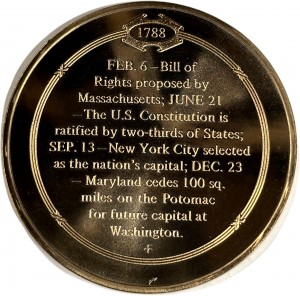 1788
FEB. 6—Bill of
Rights proposed by
Massachusetts; JUNE 21
—The U.S. Constitution is
ratified by two-thirds of States;
SEP. 13—New York City selected
as the nation's capital; DEC. 23
—Maryland cedes 100 sq.
miles on the Potomac
for future capital at
Washington.